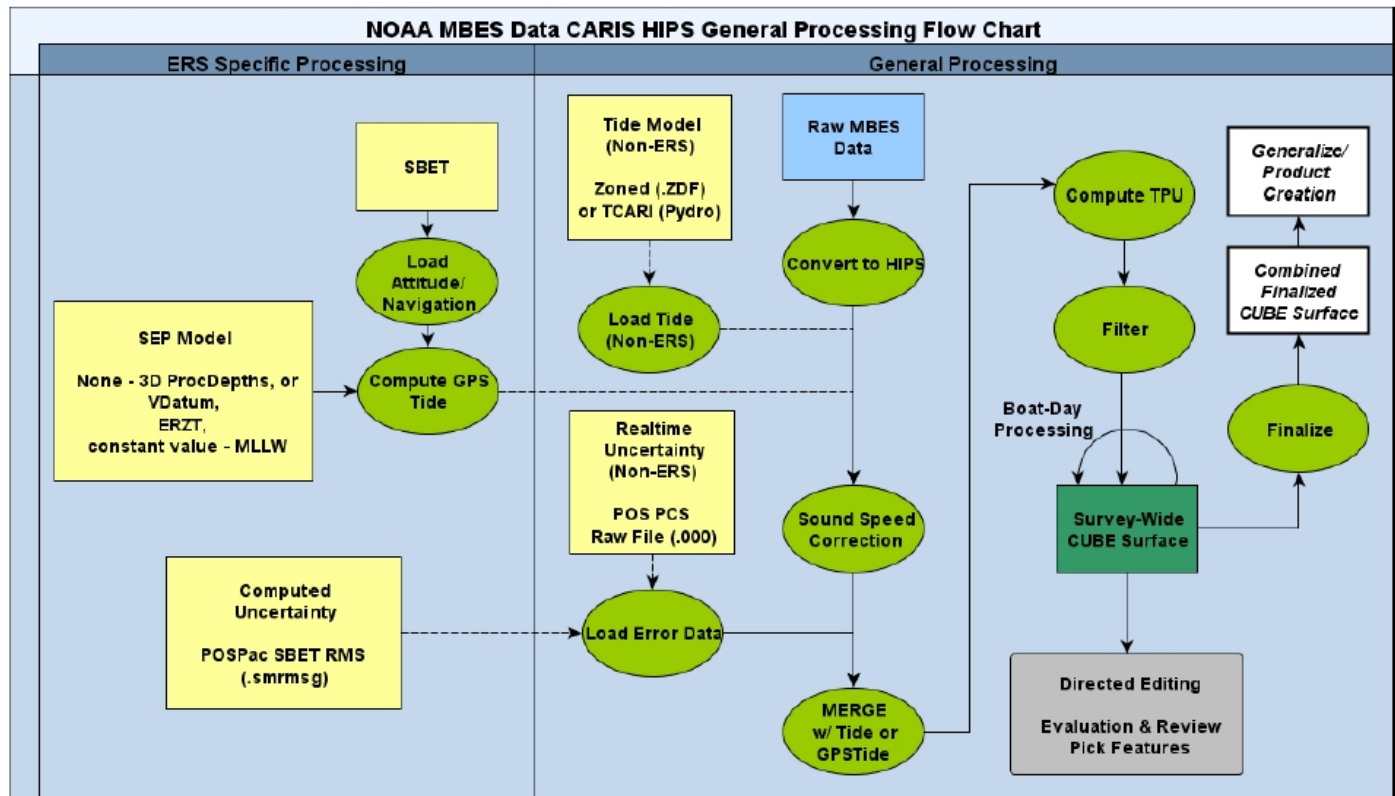 NOAA MBES Data CARIS HIPS General Processing Flow Chart
ERS Specific Processing
General Processing
SBET
Load
Attitude/
Navigation
SEP Model
None - 3D ProcDepths, or
VDatum,
ERZT,
constant value - MLLW
Compute GPS
Tide
Computed
Uncertainty
POSPac SBET RMS
(.smrmsg)
Tide Model
(Non-ERS)
Zoned (.ZDF)
or TCARI (Pydro)
Load Tide
(Non-ERS)
Realtime
Uncertainty
(Non-ERS)
POS PCS
Raw File (.000)
Load Error Data
Raw MBES
Data
Convert to HIPS
Sound Speed
Correction
MERGE
w/ Tide or
GPSTide
Compute TPU
Filter
Boat-Day
Processing
Survey-Wide
CUBE Surface
Directed Editing
Evaluation & Review
Pick Features
Generalize/
Product
Creation
Combined
Finalized
CUBE Surface
Finalize